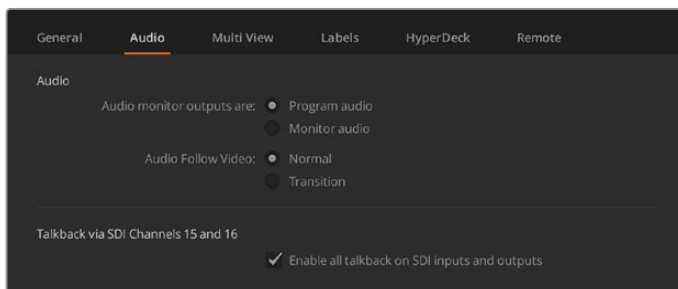 General Audio Multi View Labels HyperDeck Remote
Audio
Audio monitor outputs are: Program audio
Monitor audio
Audio Follow Video: Normal
Transition
Talkback via SDI Channels 15 and 16
Enable all talkback on SDI inputs and outputs